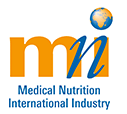 mni
Medical Nutrition
International Industry